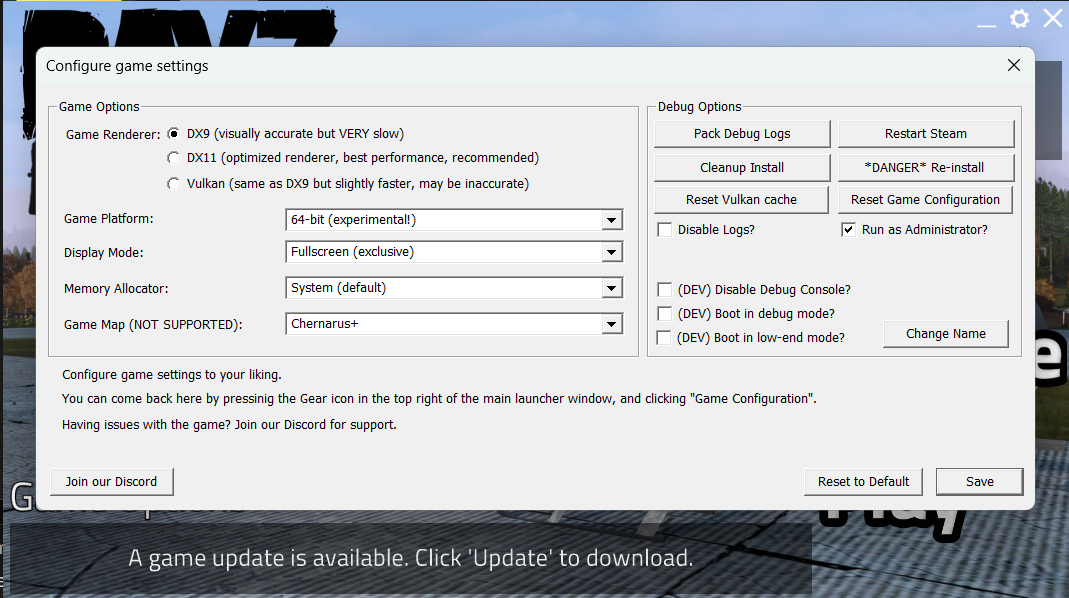 DAYZ
Configure game settings
Game Options
Game Renderer:
DX9 (visually accurate but VERY slow)
DX11 (optimized renderer, best performance, recommended)
Vulkan (same as DX9 but slightly faster, may be inaccurate)
Game Platform:
64-bit (experimental!)
Display Mode:
Fullscreen (exclusive)
Memory Allocator:
System (default)
Game Map (NOT SUPPORTED):
Chernarus+
Debug Options
Pack Debug Logs
Restart Steam
Cleanup Install
*DANGER* Re-install
Reset Vulkan cache
Reset Game Configuration
Disable Logs?
Run as Administrator?
(DEV) Disable Debug Console?
(DEV) Boot in debug mode?
(DEV) Boot in low-end mode?
Change Name
Configure game settings to your liking.
You can come back here by pressinig the Gear icon in the top right of the main launcher window, and clicking "Game Configuration".
Having issues with the game? Join our Discord for support.
Join our Discord
Reset to Default
Save
Game Options
Play
A game update is available. Click 'Update' to download.